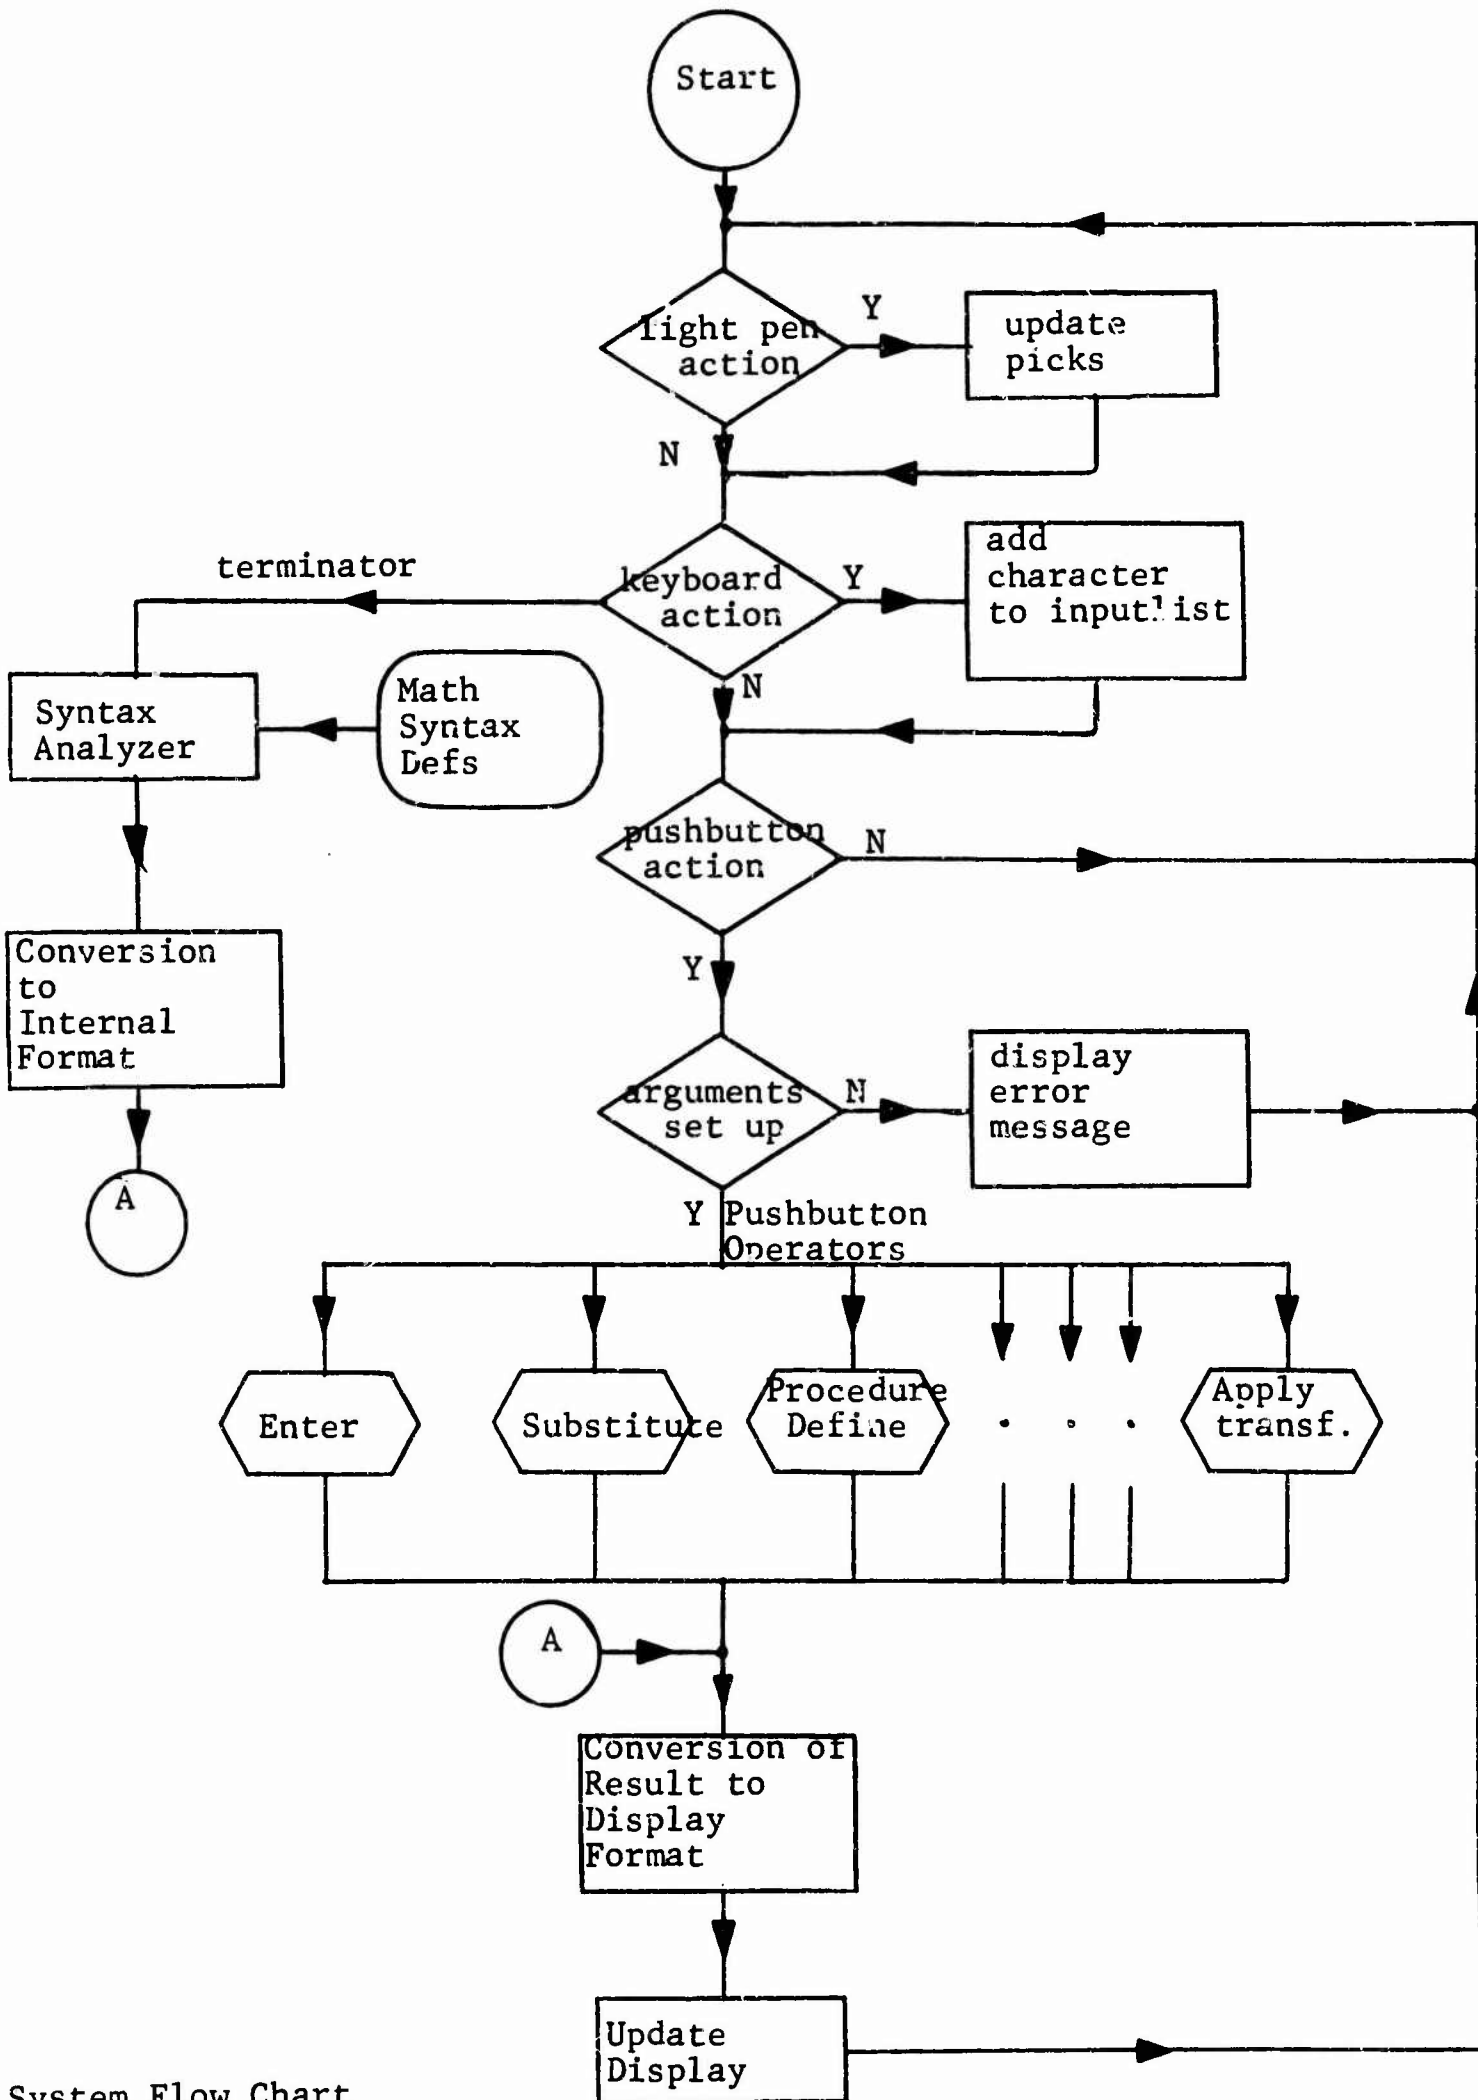 Start
light pen
action
Y
update
picks
N
terminator
keyboard
action
Y
add
character
to inputlist
N
Syntax
Analyzer
Math
Syntax
Defs
pushbutton
action
N
Y
Conversion
to
Internal
Format
arguments
set up
N
display
error
message
A
Y
Pushbutton
Operators
Enter
Substitute
Procedure
Define
. . .
Apply
transf.
A
Conversion of
Result to
Display
Format
Update
Display
System Flow Chart